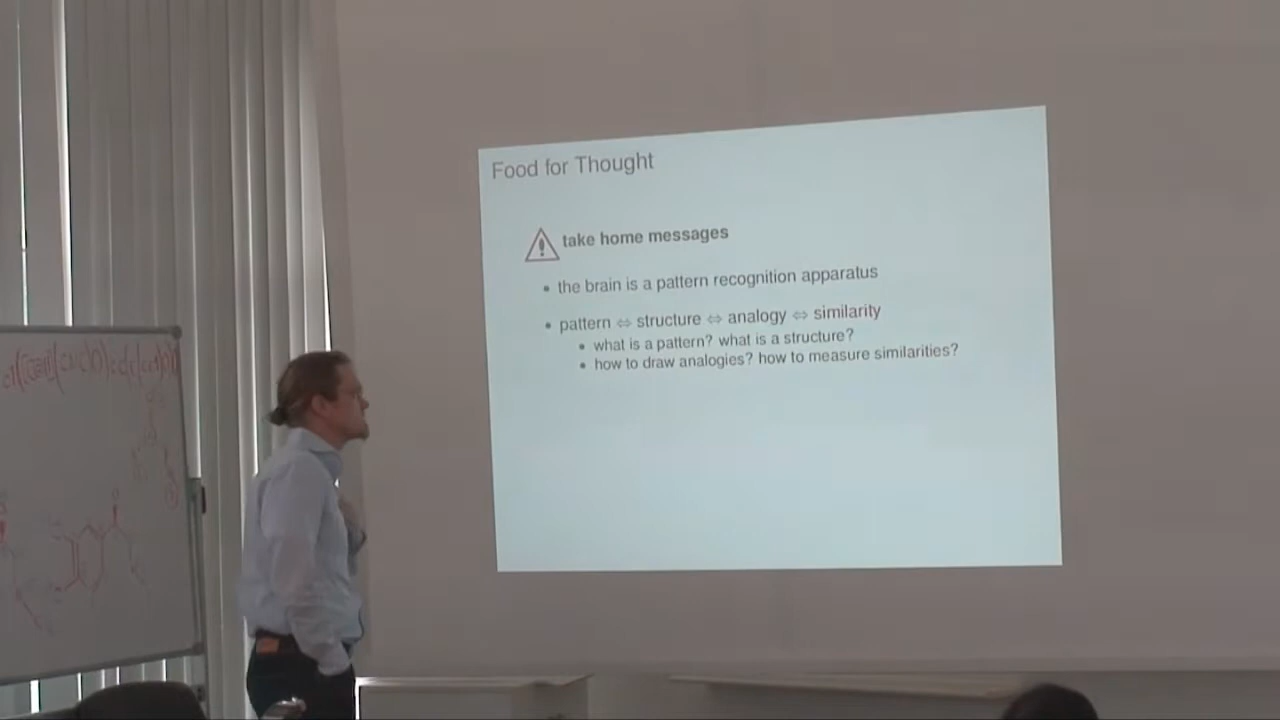 Food for Thought
take home messages
• the brain is a pattern recognition apparatus
• pattern ⇔ structure ⇔ analogy ⇔ similarity
• what is a pattern? what is a structure?
• how to draw analogies? how to measure similarities?